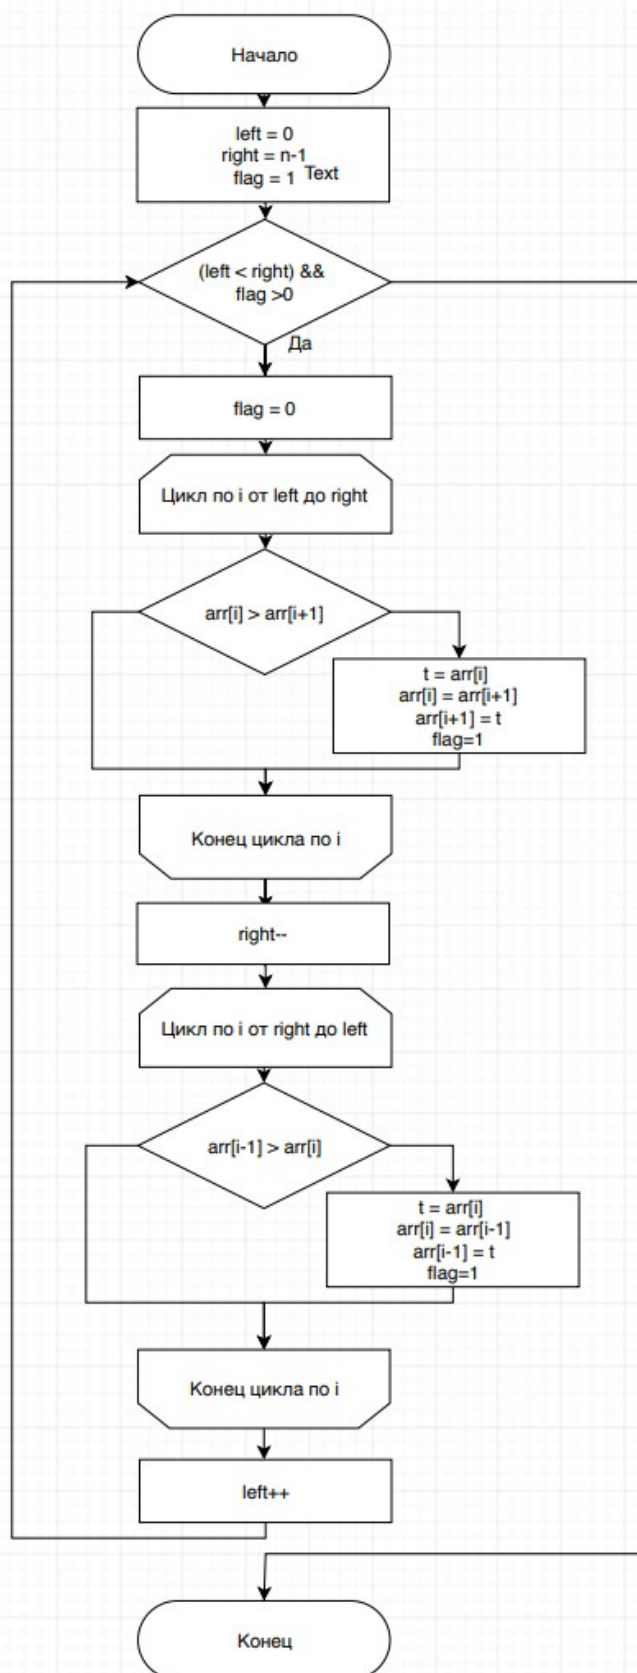 Начало
left = 0
right = n-1
flag = 1
Text
(left < right) &&
flag >0
Да
flag = 0
Цикл по i от left до right
arr[i] > arr[i+1]
t = arr[i]
arr[i] = arr[i+1]
arr[i+1] = t
flag=1
Конец цикла по i
right--
Цикл по i от right до left
arr[i-1] > arr[i]
t = arr[i]
arr[i] = arr[i-1]
arr[i-1] = t
flag=1
Конец цикла по i
left++
Конец